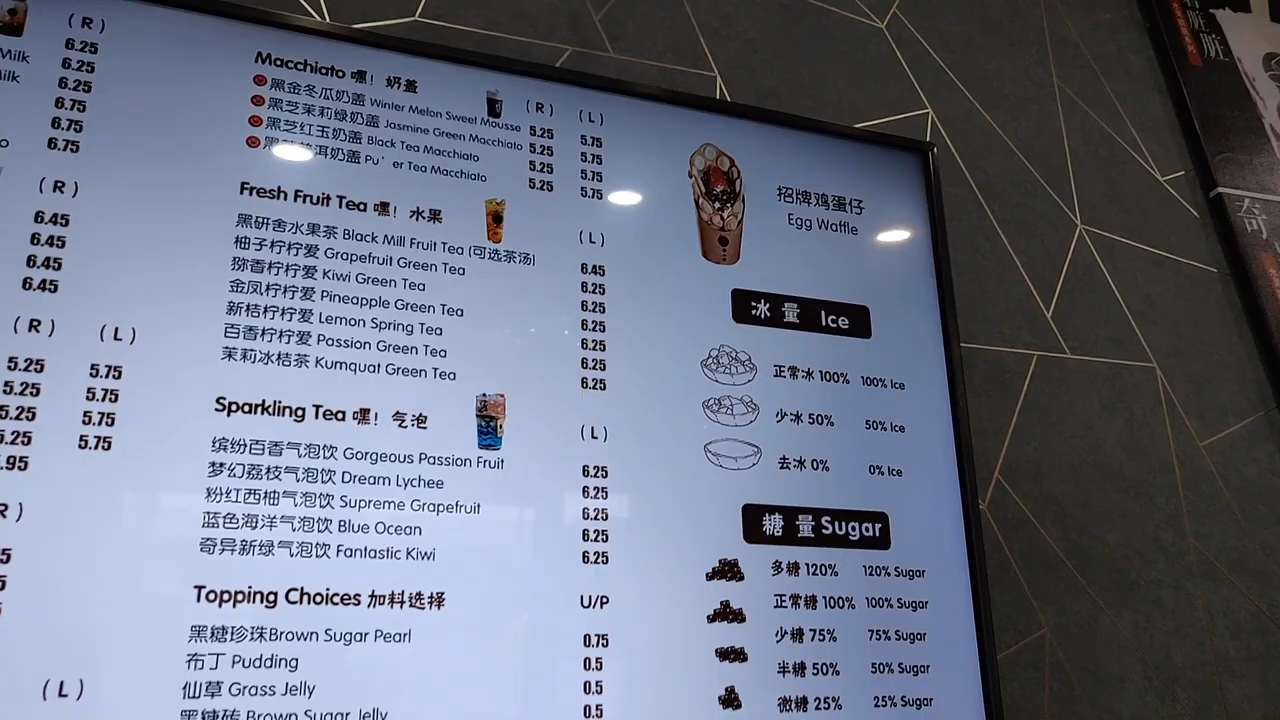 ( R )
6.25
Milk 6.25
Milk 6.25
6.75
6.75
6.75
( R )
6.45
6.45
6.45
6.45
( R ) ( L )
5.25 5.75
5.25 5.75
5.25 5.75
5.25 5.75
.95
( L )
Macchiato 嘿！奶盖
( R ) ( L )
黑金冬瓜奶盖 Winter Melon Sweet Mousse 5.25 5.75
黑芝茉莉绿奶盖 Jasmine Green Macchiato 5.25 5.75
黑芝红玉奶盖 Black Tea Macchiato 5.25 5.75
洱奶盖 Pu'er Tea Macchiato 5.25 5.75
Fresh Fruit Tea 嘿！水果
( L )
黑研舍水果茶 Black Mill Fruit Tea (可选茶汤) 6.45
柚子柠柠爱 Grapefruit Green Tea 6.25
弥香柠柠爱 Kiwi Green Tea 6.25
金凤柠柠爱 Pineapple Green Tea 6.25
新桔柠柠爱 Lemon Spring Tea 6.25
百香柠柠爱 Passion Green Tea 6.25
茉莉冰桔茶 Kumquat Green Tea 6.25
Sparkling Tea 嘿！气泡
( L )
缤纷百香气泡饮 Gorgeous Passion Fruit 6.25
梦幻荔枝气泡饮 Dream Lychee 6.25
粉红西柚气泡饮 Supreme Grapefruit 6.25
蓝色海洋气泡饮 Blue Ocean 6.25
奇异新绿气泡饮 Fantastic Kiwi 6.25
Topping Choices 加料选择 U/P
黑糖珍珠Brown Sugar Pearl 0.75
布丁 Pudding 0.5
仙草 Grass Jelly 0.5
黑糖砖 Brown Sugar Jelly 0.5
招牌鸡蛋仔
Egg Waffle
冰 量 Ice
正常冰 100% 100% Ice
少冰 50% 50% Ice
去冰 0% 0% Ice
糖 量 Sugar
多糖 120% 120% Sugar
正常糖 100% 100% Sugar
少糖 75% 75% Sugar
半糖 50% 50% Sugar
微糖 25% 25% Sugar
脏脏
奇